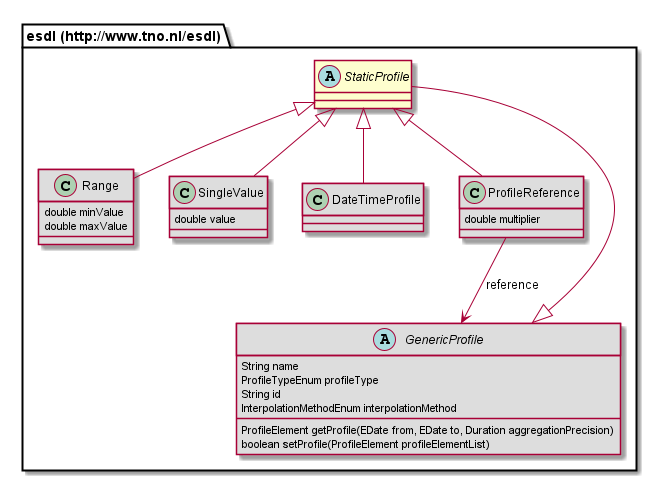 esdl (http://www.tno.nl/esdl)
A StaticProfile
C Range
double minValue
double maxValue
C SingleValue
double value
C DateTimeProfile
C ProfileReference
double multiplier
reference
A GenericProfile
String name
ProfileTypeEnum profileType
String id
InterpolationMethodEnum interpolationMethod
ProfileElement getProfile(EDate from, EDate to, Duration aggregationPrecision)
boolean setProfile(ProfileElement profileElementList)